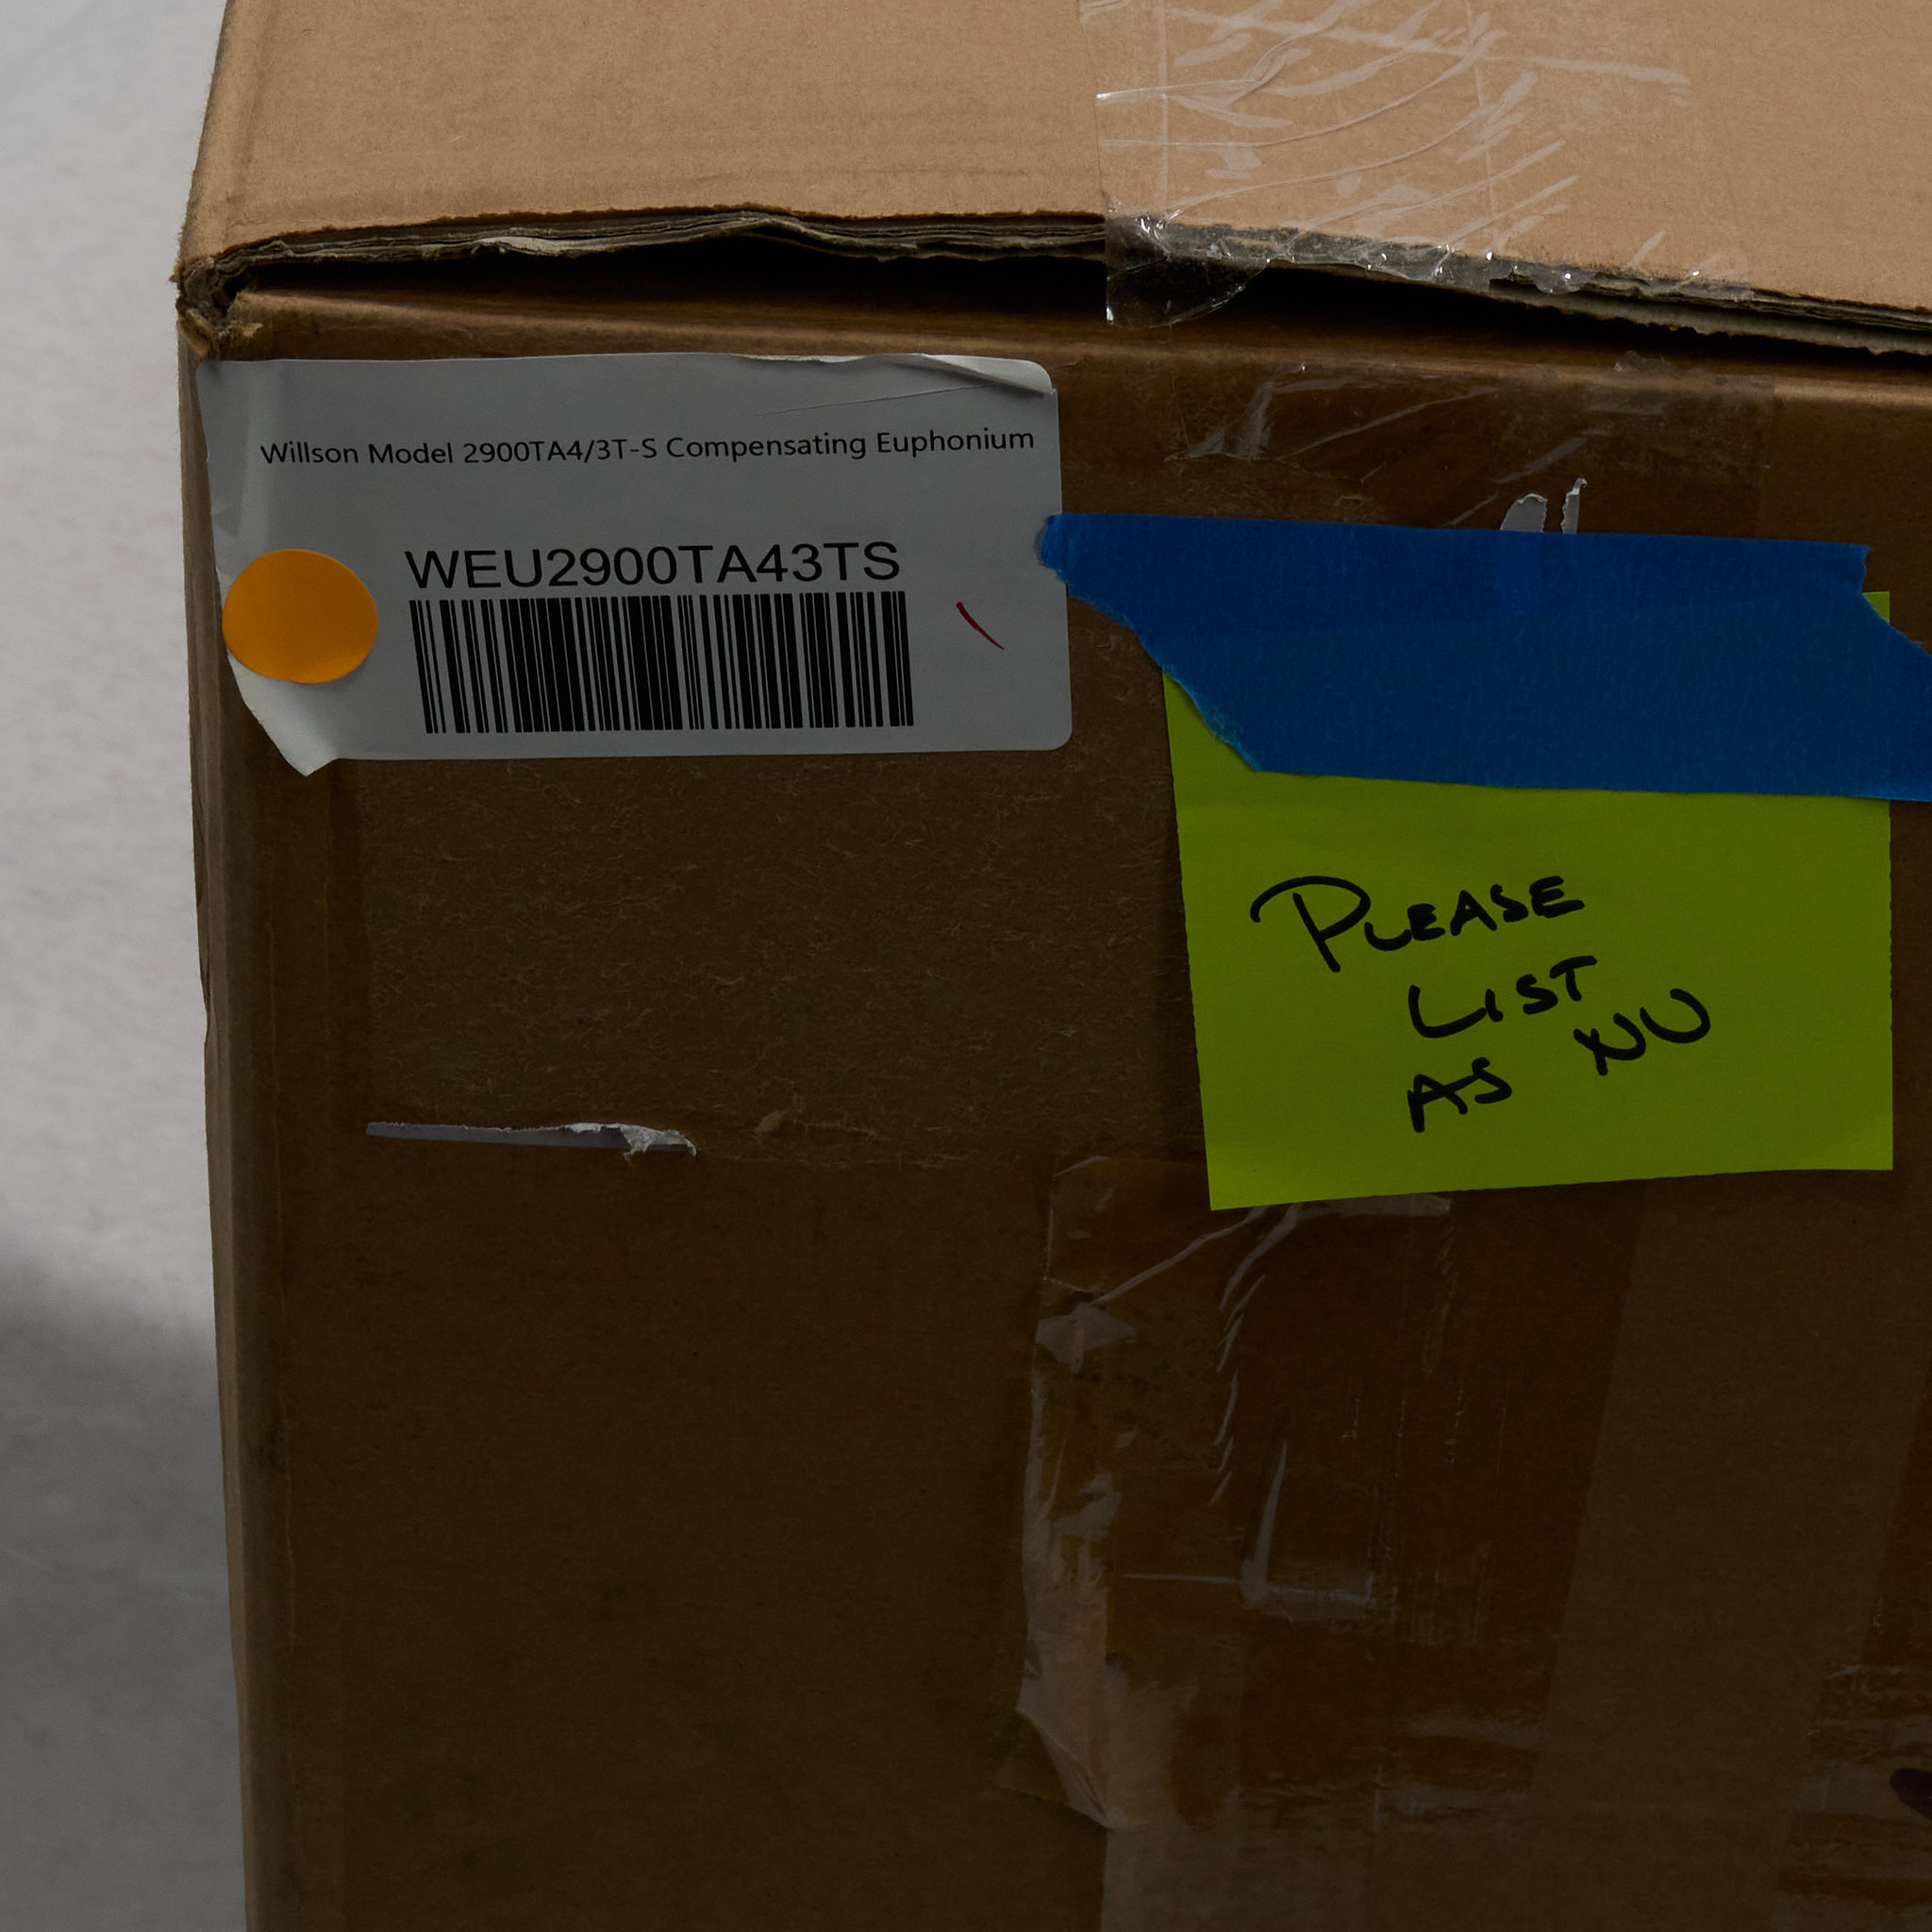 Willson Model 2900TA4/3T-S Compensating Euphonium
WEU2900TA43TS
PLEASE
LIST
AS NU